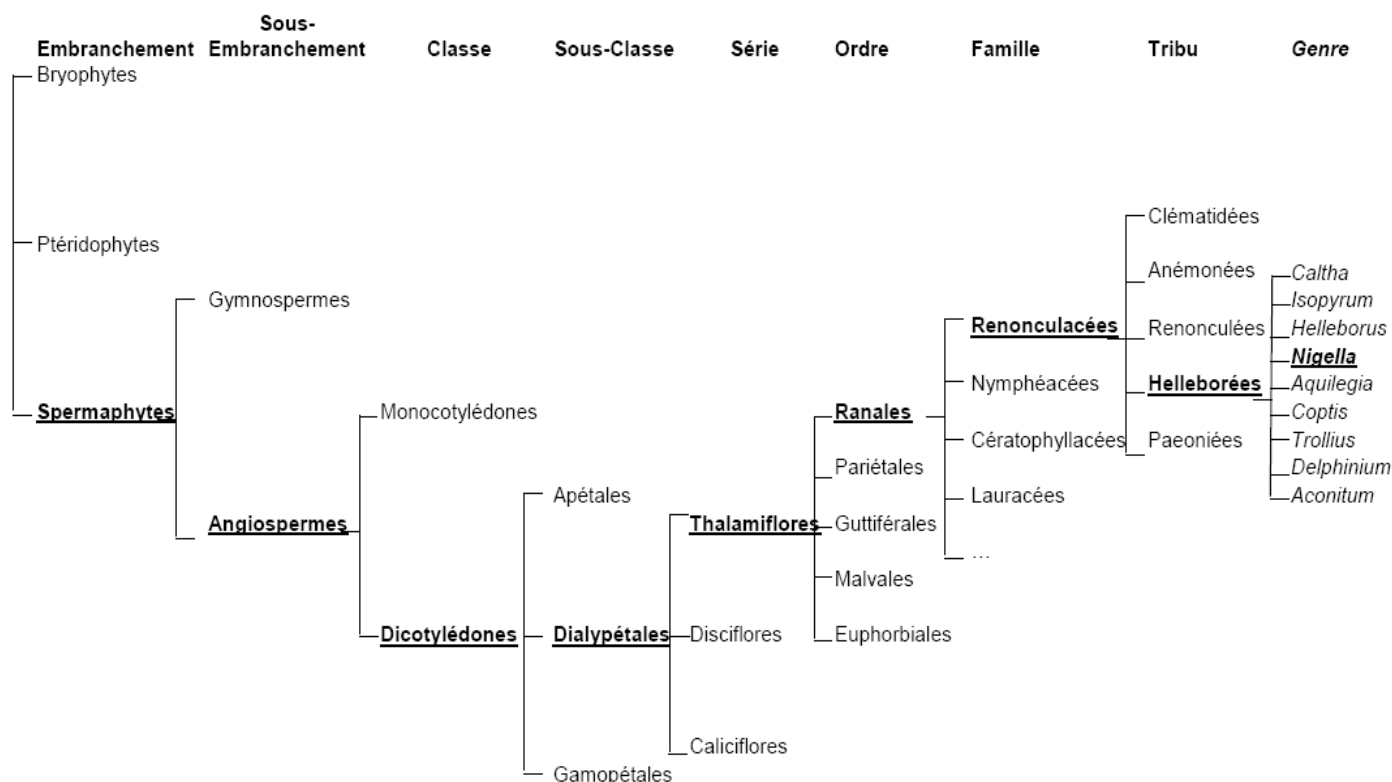 Sous-
Embranchement Embranchement Classe Sous-Classe Série Ordre Famille Tribu Genre
Bryophytes
Clématidées
Ptéridophytes
Anémonées Caltha
Gymnospermes Isopyrum
Renonculacées Renonculées Helleborus
Nigella
Nymphéacées Helleborées Aquilegia
Spermaphytes Monocotylédones Ranales Coptis
Cératophyllacées Paeoniées Trollius
Pariétales Delphinium
Apétales Lauracées Aconitum
Angiospermes Thalamiflores Guttiférales
...
Malvales
Dicotylédones Dialypétales Disciflores Euphorbiales
Caliciflores
Gamopétales